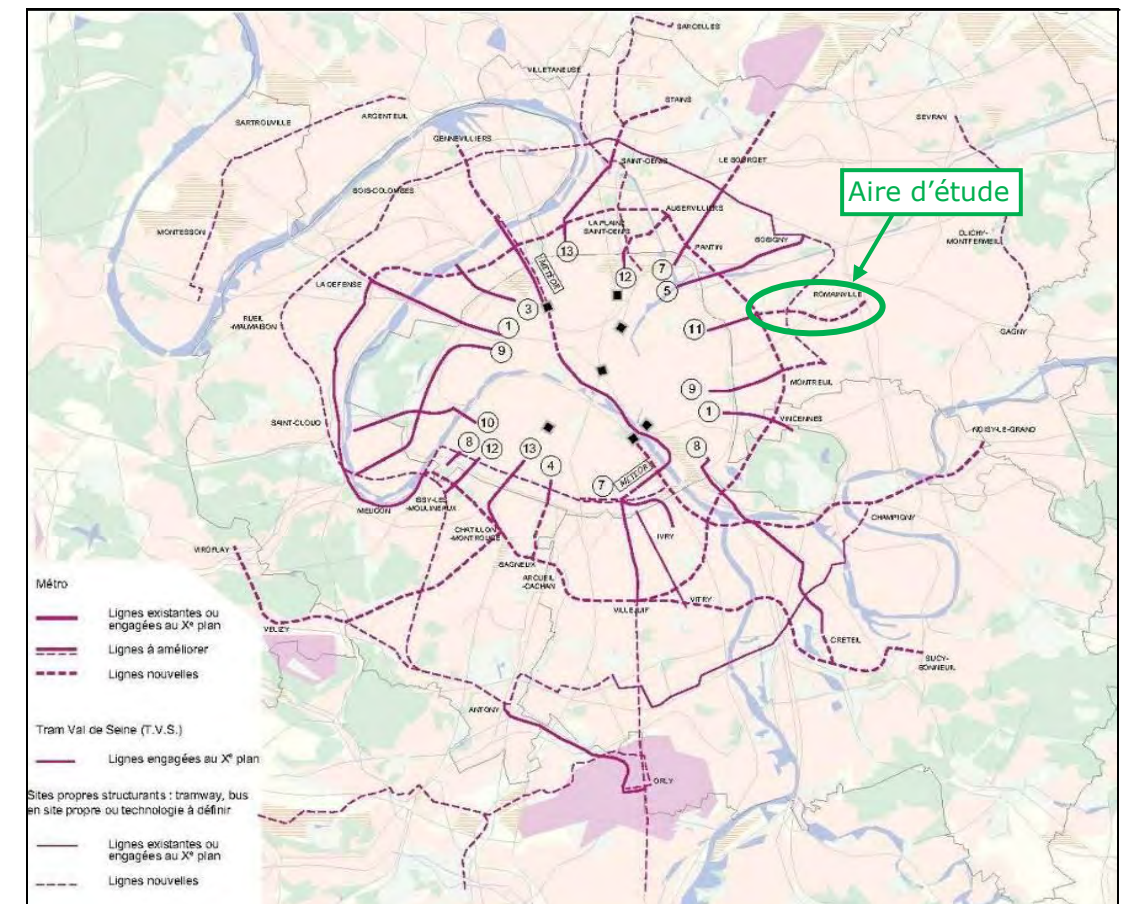 SARCELLES
VILLETANEUSE
STAINS
SARTROUVILLE
ARGENTEUIL
GENNEVILLIERS
SEVRAN
SAINT-DENIS
LE BOURGET
Aire d'étude
BOIS-COLOMBES
AUBERVILLIERS
LA PLAINE
SAINT-DENIS
MONTESSON
PANTIN
BOBIGNY
CLICHY-
MONTFERMEIL
13
METEOR
12
7
5
LA DEFENSE
ROMAINVILLE
3
RUEIL
-MALMAISON
1
11
GAGNY
9
9
MONTREUIL
1
VINCENNES
SAINT-CLOUD
10
NOISY-LE-GRAND
8
12
13
4
8
7
METEOR
MEUDON
ISSY-LES
-MOULINEAUX
CHAMPIGNY
CHATILLON
-MONTROUGE
IVRY
VIROFLAY
BAGNEUX
ARCUEIL
-CACHAN
VITRY
VILLEJUIF
VELIZY
CRETEIL
SUCY-
BONNEUIL
ANTONY
ORLY
Métro
Lignes existantes ou
engagées au Xe plan
Lignes à améliorer
Lignes nouvelles
Tram Val de Seine (T.V.S.)
Lignes engagées au Xe plan
Sites propres structurants : tramway, bus
en site propre ou technologie à définir
Lignes existantes ou
engagées au Xe plan
Lignes nouvelles